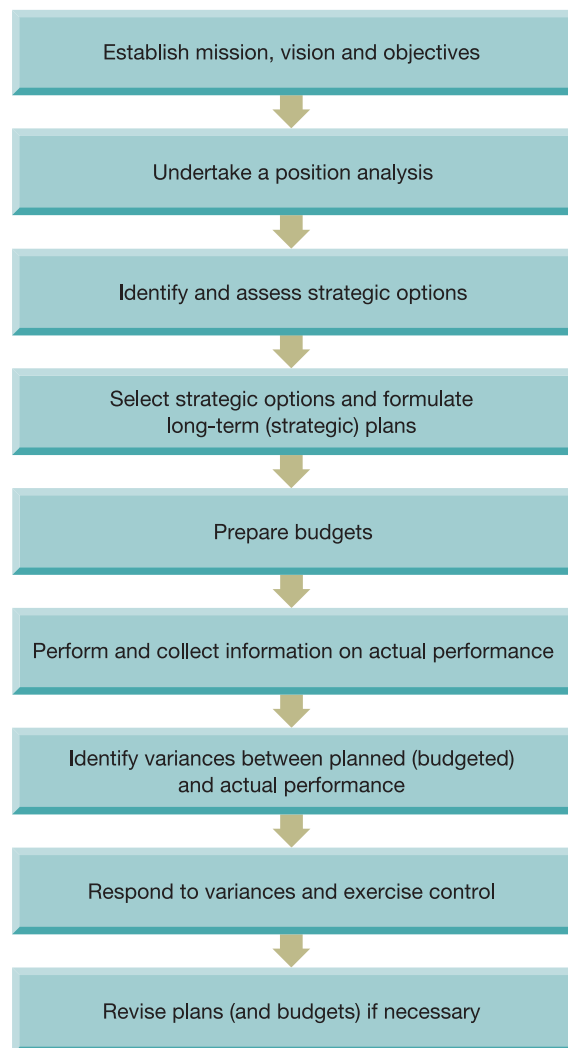 Establish mission, vision and objectives
Undertake a position analysis
Identify and assess strategic options
Select strategic options and formulate
long-term (strategic) plans
Prepare budgets
Perform and collect information on actual performance
Identify variances between planned (budgeted)
and actual performance
Respond to variances and exercise control
Revise plans (and budgets) if necessary